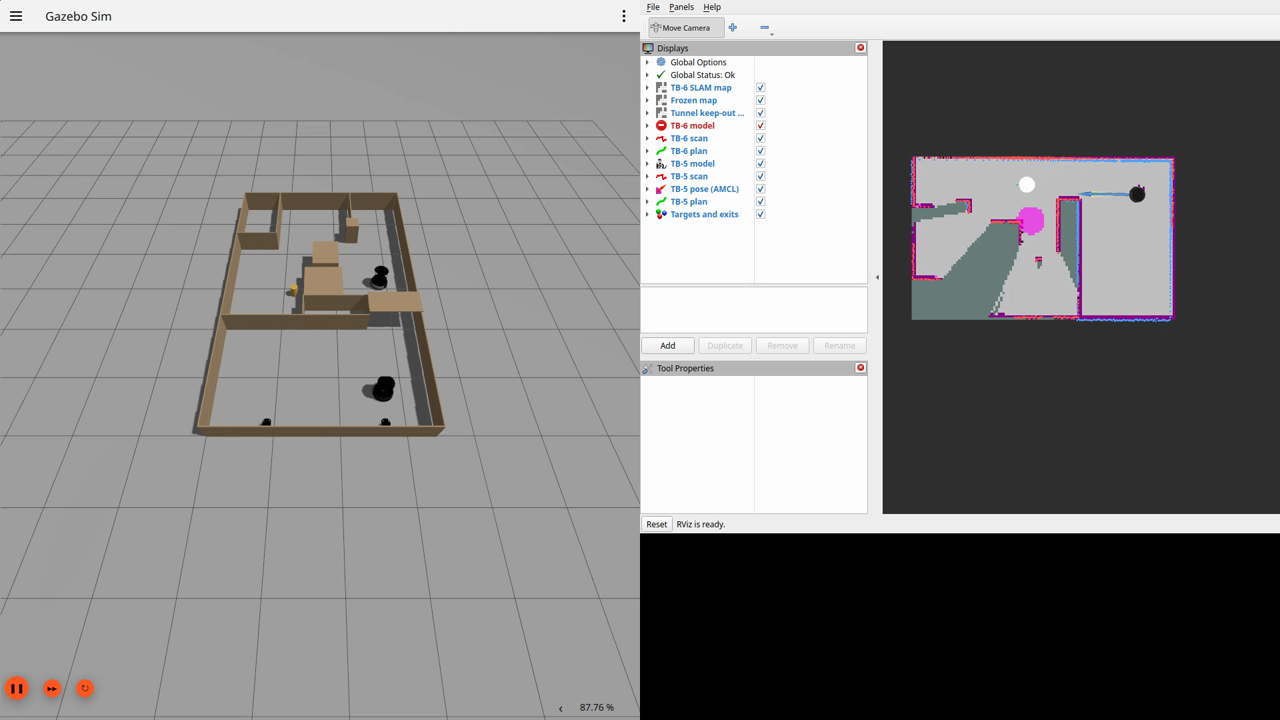 Gazebo Sim
File Panels Help
Move Camera
Displays
Global Options
Global Status: Ok
TB-6 SLAM map
Frozen map
Tunnel keep-out ...
TB-6 model
TB-6 scan
TB-6 plan
TB-5 model
TB-5 scan
TB-5 pose (AMCL)
TB-5 plan
Targets and exits
Add Duplicate Remove Rename
Tool Properties
Reset RViz is ready.
87.76 %